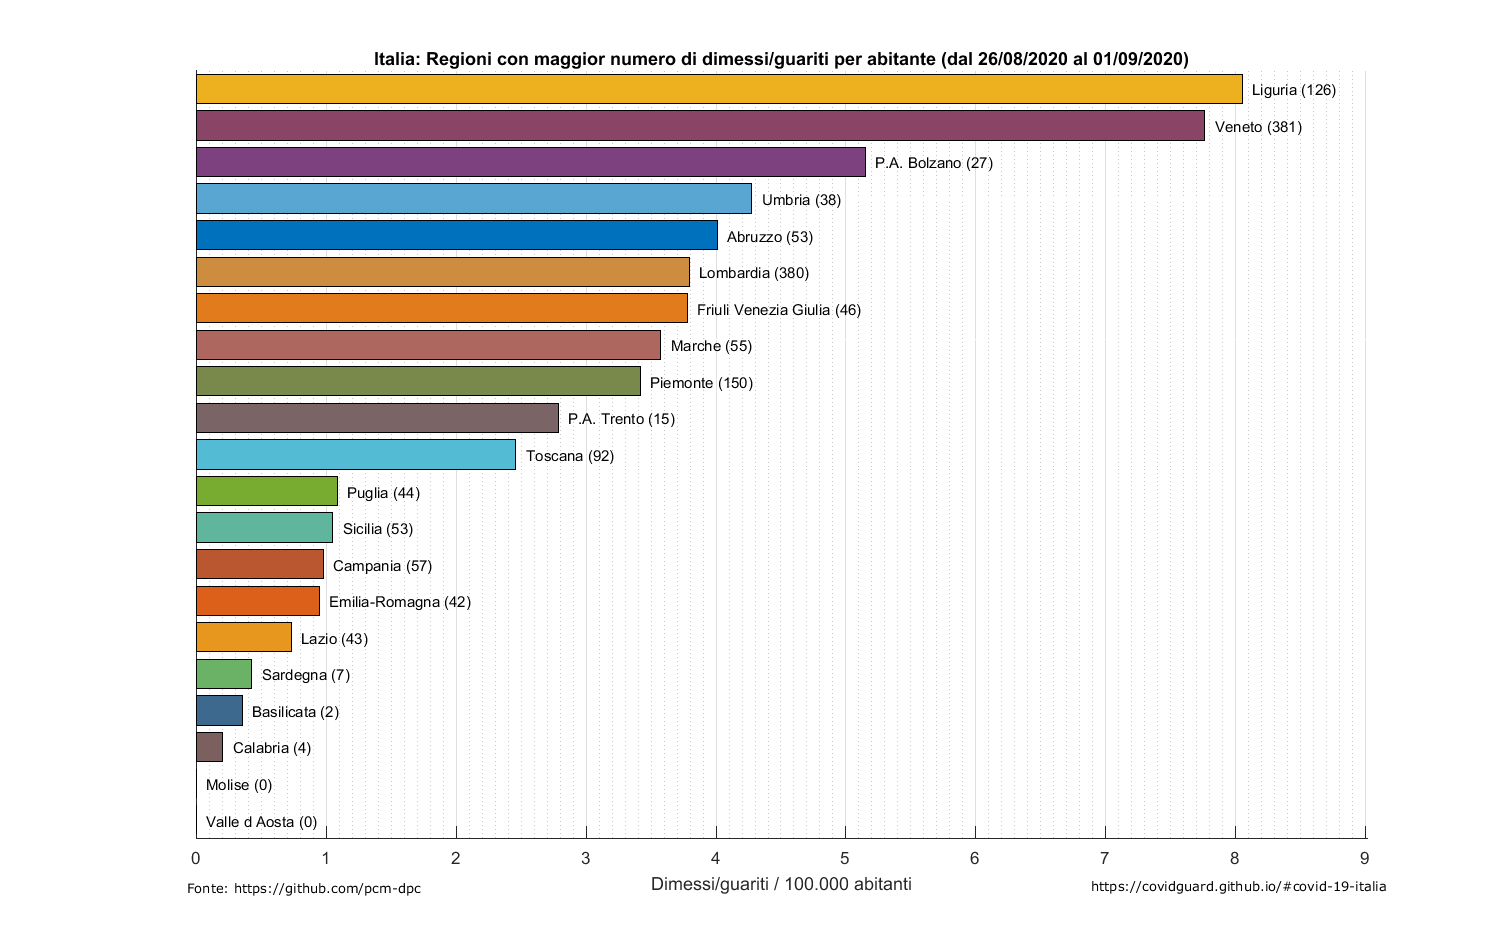 Italia: Regioni con maggior numero di dimessi/guariti per abitante (dal 26/08/2020 al 01/09/2020)
Liguria (126)
Veneto (381)
P.A. Bolzano (27)
Umbria (38)
Abruzzo (53)
Lombardia (380)
Friuli Venezia Giulia (46)
Marche (55)
Piemonte (150)
P.A. Trento (15)
Toscana (92)
Puglia (44)
Sicilia (53)
Campania (57)
Emilia-Romagna (42)
Lazio (43)
Sardegna (7)
Basilicata (2)
Calabria (4)
Molise (0)
Valle d Aosta (0)
0 1 2 3 4 5 6 7 8 9
Dimessi/guariti / 100.000 abitanti
Fonte: https://github.com/pcm-dpc
https://covidguard.github.io/#covid-19-italia